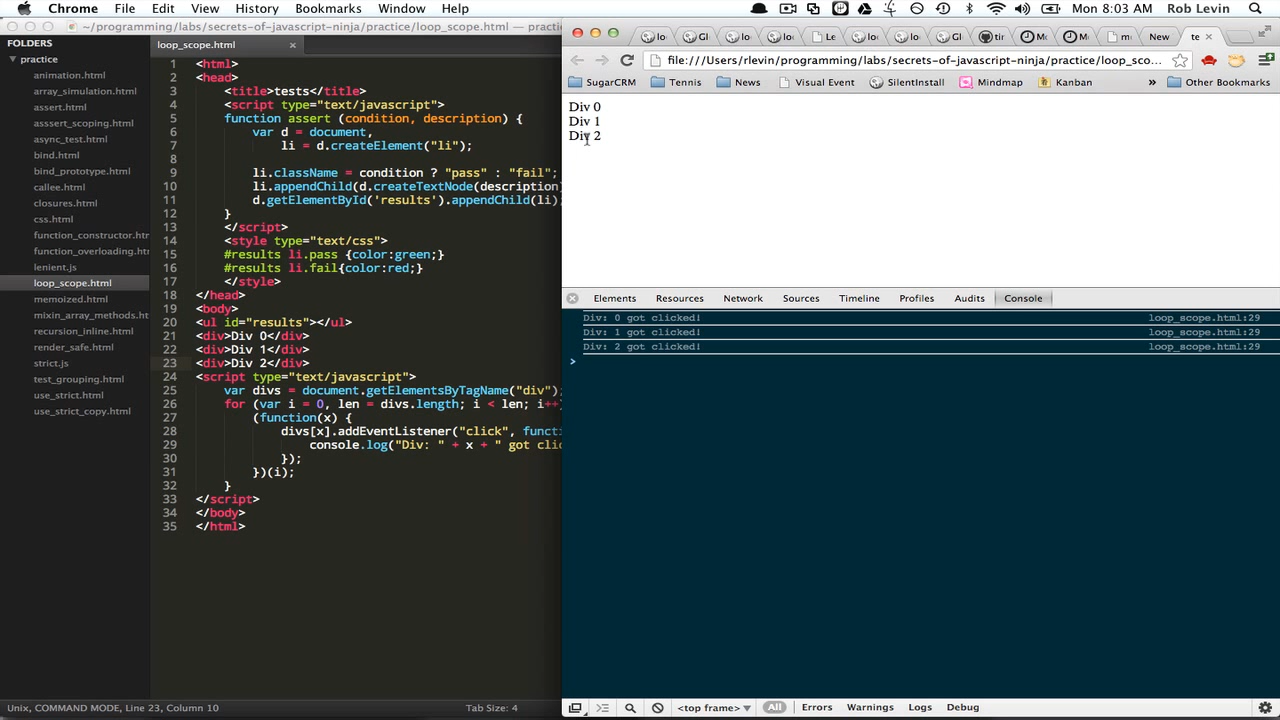 Chrome File Edit View History Bookmarks Window Help Mon 8:03 AM Rob Levin
~/programming/labs/secrets-of-javascript-ninja/practice/loop_scope.html — practice
FOLDERS
practice
animation.html
array_simulation.html
assert.html
asssert_scoping.html
async_test.html
bind.html
bind_prototype.html
callee.html
closures.html
css.html
function_constructor.htm
function_overloading.htm
lenient.js
loop_scope.html
memoized.html
mixin_array_methods.ht
recursion_inline.html
render_safe.html
strict.js
test_grouping.html
use_strict.html
use_strict_copy.html
loop_scope.html
1 <html>
2 <head>
3 <title>tests</title>
4 <script type="text/javascript">
5 function assert (condition, description) {
6 var d = document,
7 li = d.createElement("li");
8
9 li.className = condition ? "pass" : "fail";
10 li.appendChild(d.createTextNode(description)
11 d.getElementById('results').appendChild(li);
12 }
13 </script>
14 <style type="text/css">
15 #results li.pass {color:green;}
16 #results li.fail{color:red;}
17 </style>
18 </head>
19 <body>
20 <ul id="results"></ul>
21 <div>Div 0</div>
22 <div>Div 1</div>
23 <div>Div 2</div>
24 <script type="text/javascript">
25 var divs = document.getElementsByTagName("div");
26 for (var i = 0, len = divs.length; i < len; i++)
27 (function(x) {
28 divs[x].addEventListener("click", functi
29 console.log("Div: " + x + " got clic
30 });
31 })(i);
32 }
33 </script>
34 </body>
35 </html>
Unix, COMMAND MODE, Line 23, Column 10 Tab Size: 4
lo Gl lo lo Le lo lo Gl tir Mo Mo m New te
file:///Users/rlevin/programming/labs/secrets-of-javascript-ninja/practice/loop_sco...
SugarCRM Tennis News Visual Event SilentInstall Mindmap Kanban » Other Bookmarks
Div 0
Div 1
Div 2
Elements Resources Network Sources Timeline Profiles Audits Console
Div: 0 got clicked! loop_scope.html:29
Div: 1 got clicked! loop_scope.html:29
Div: 2 got clicked! loop_scope.html:29
>
<top frame> All Errors Warnings Logs Debug